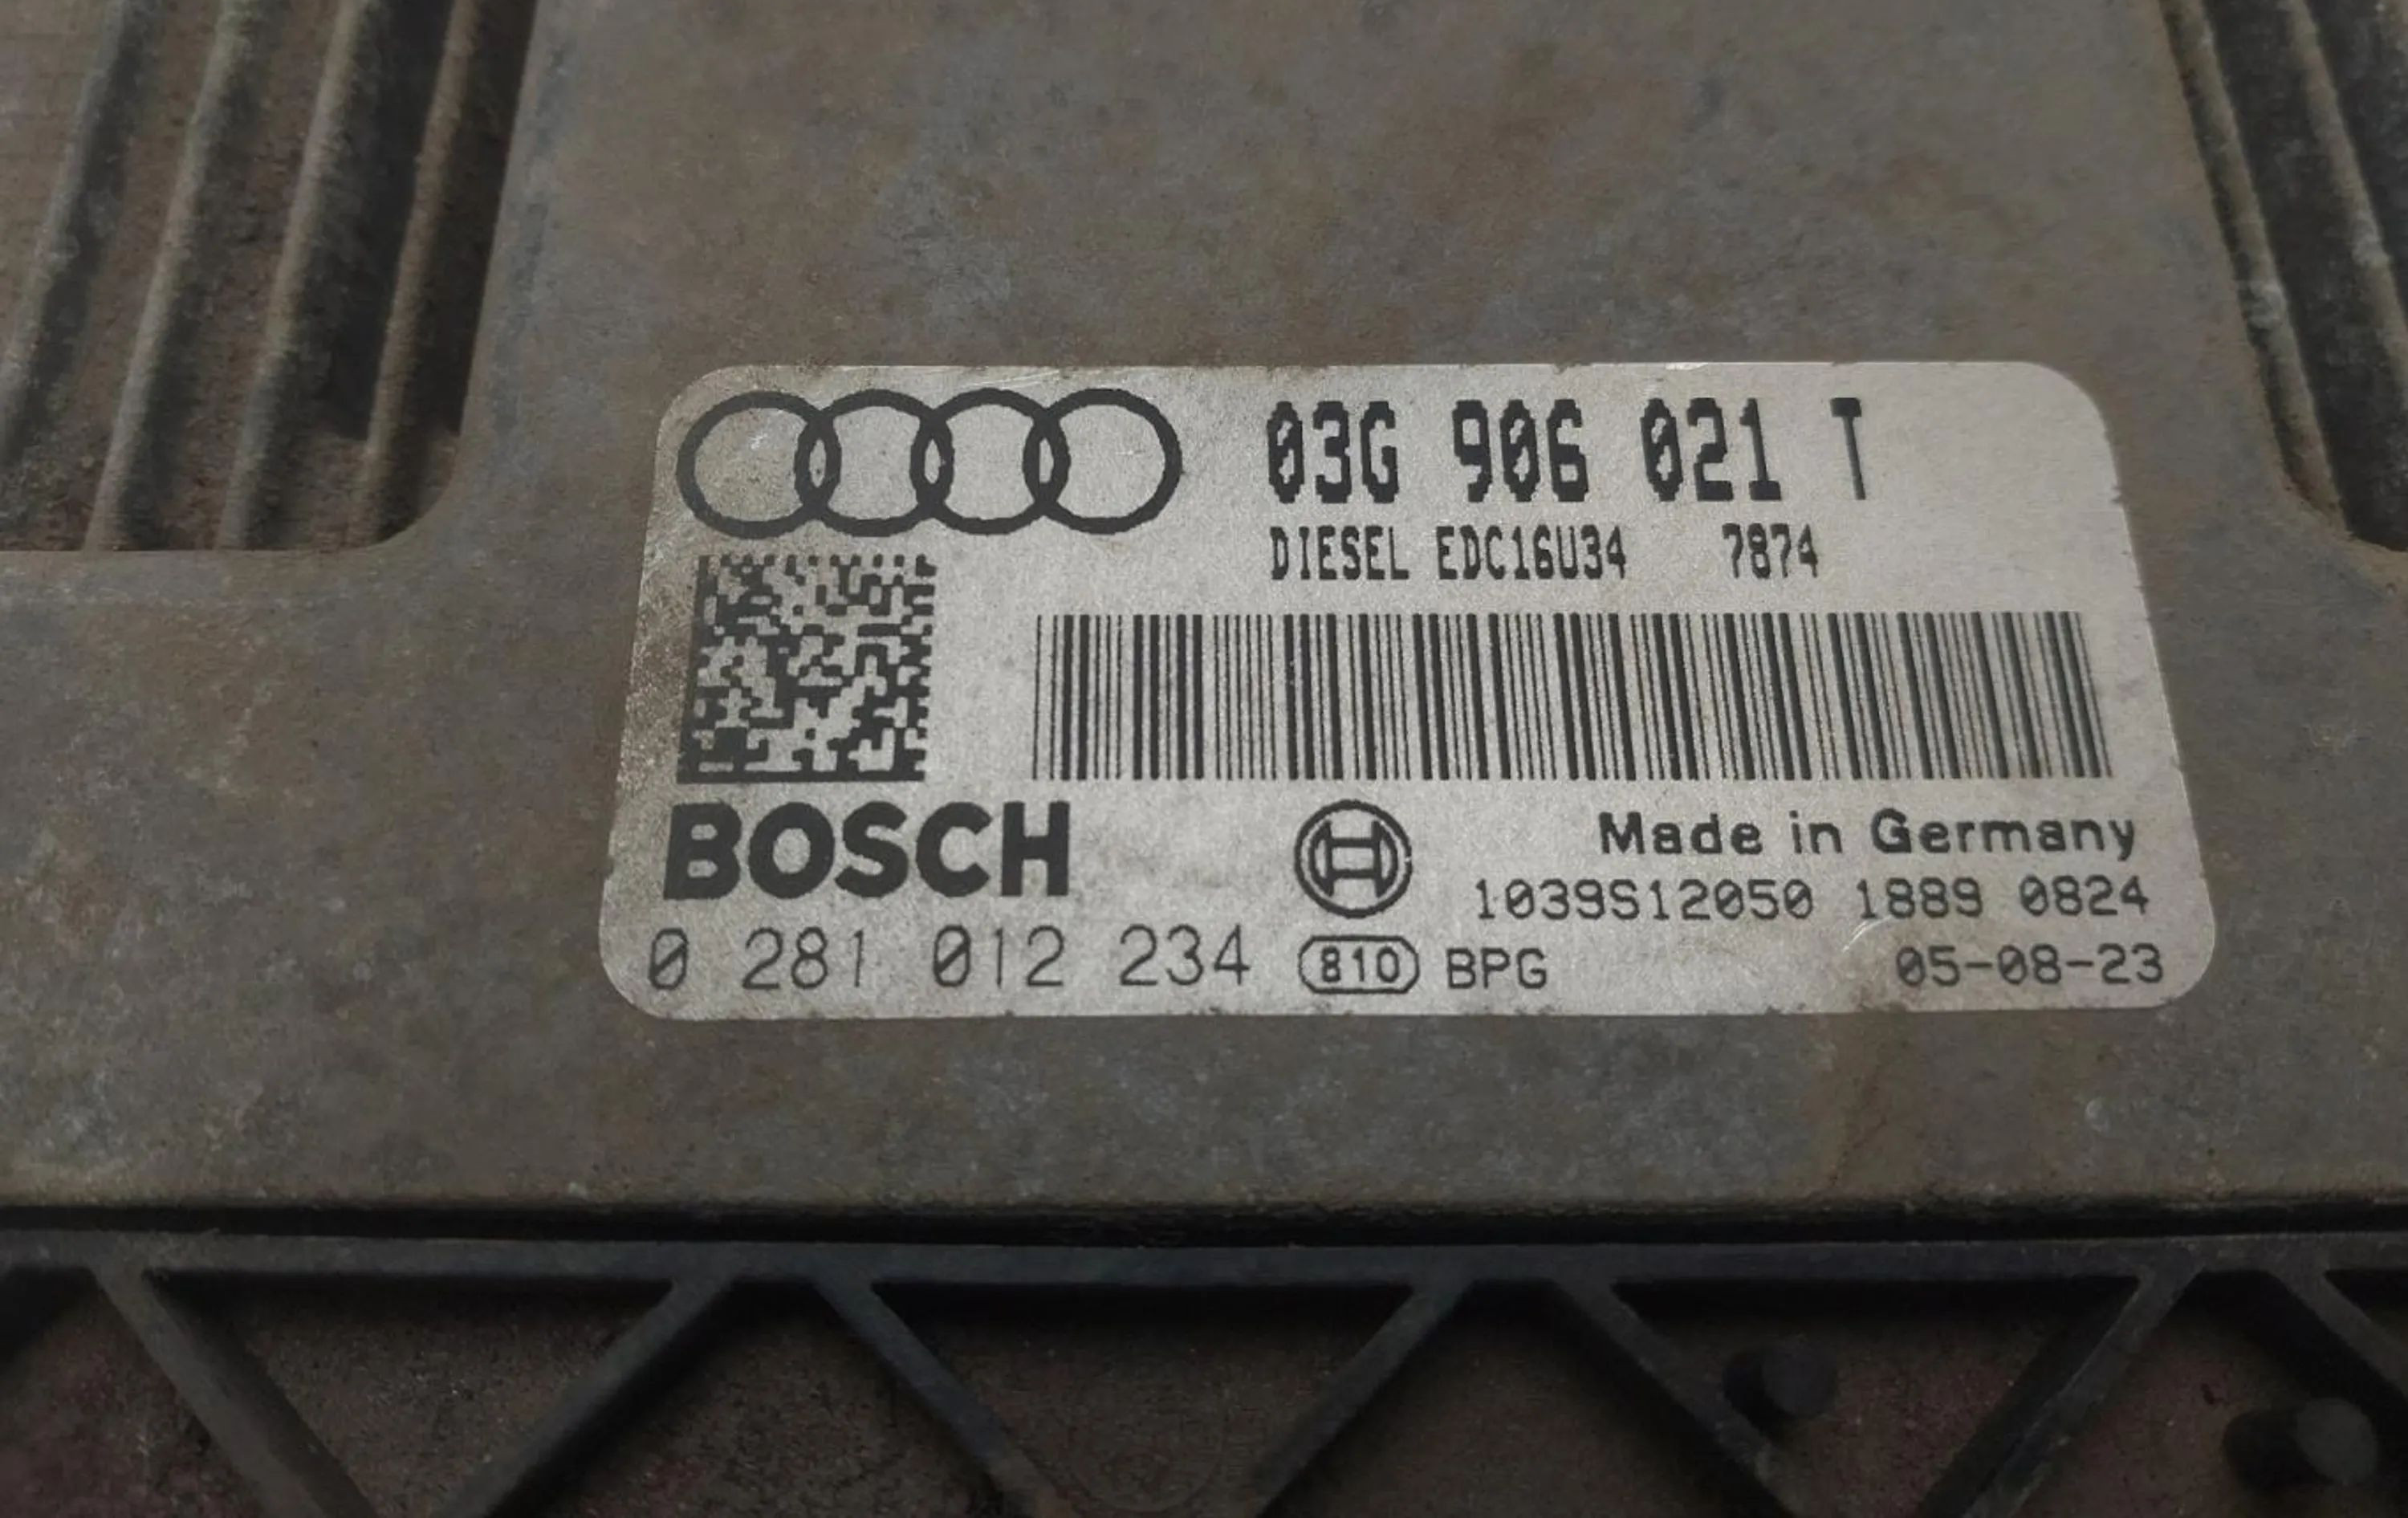 03G 906 021 T
DIESEL EDC16U34 7874
BOSCH
Made in Germany
1039S12050 1889 0824
0 281 012 234 810 BPG 05-08-23